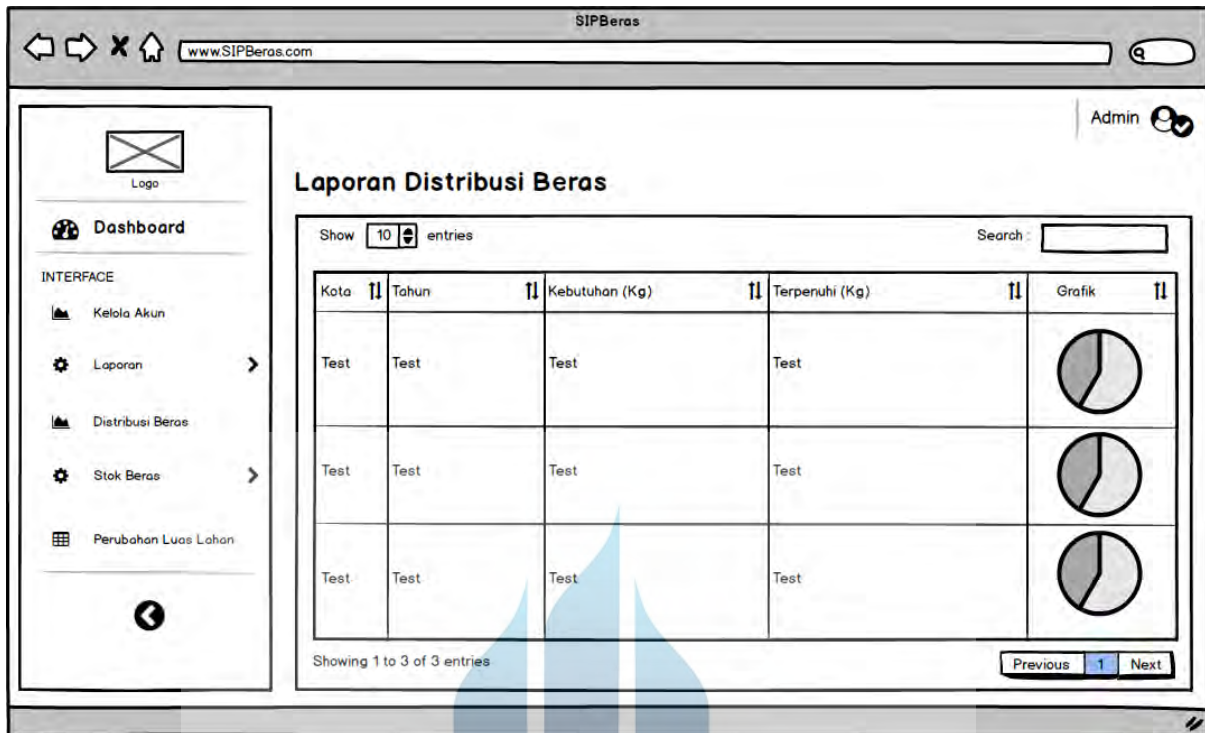 SIPBeras
www.SIPBeras.com
Admin
Logo
Laporan Distribusi Beras
Dashboard
Show 10 entries
Search :
INTERFACE
Kelola Akun
Laporan
Distribusi Beras
Stok Beras
Perubahan Luas Lahan
Kota Tahun Kebutuhan (Kg) Terpenuhi (Kg) Grafik
Test Test Test Test
Test Test Test Test
Test Test Test Test
Showing 1 to 3 of 3 entries
Previous 1 Next